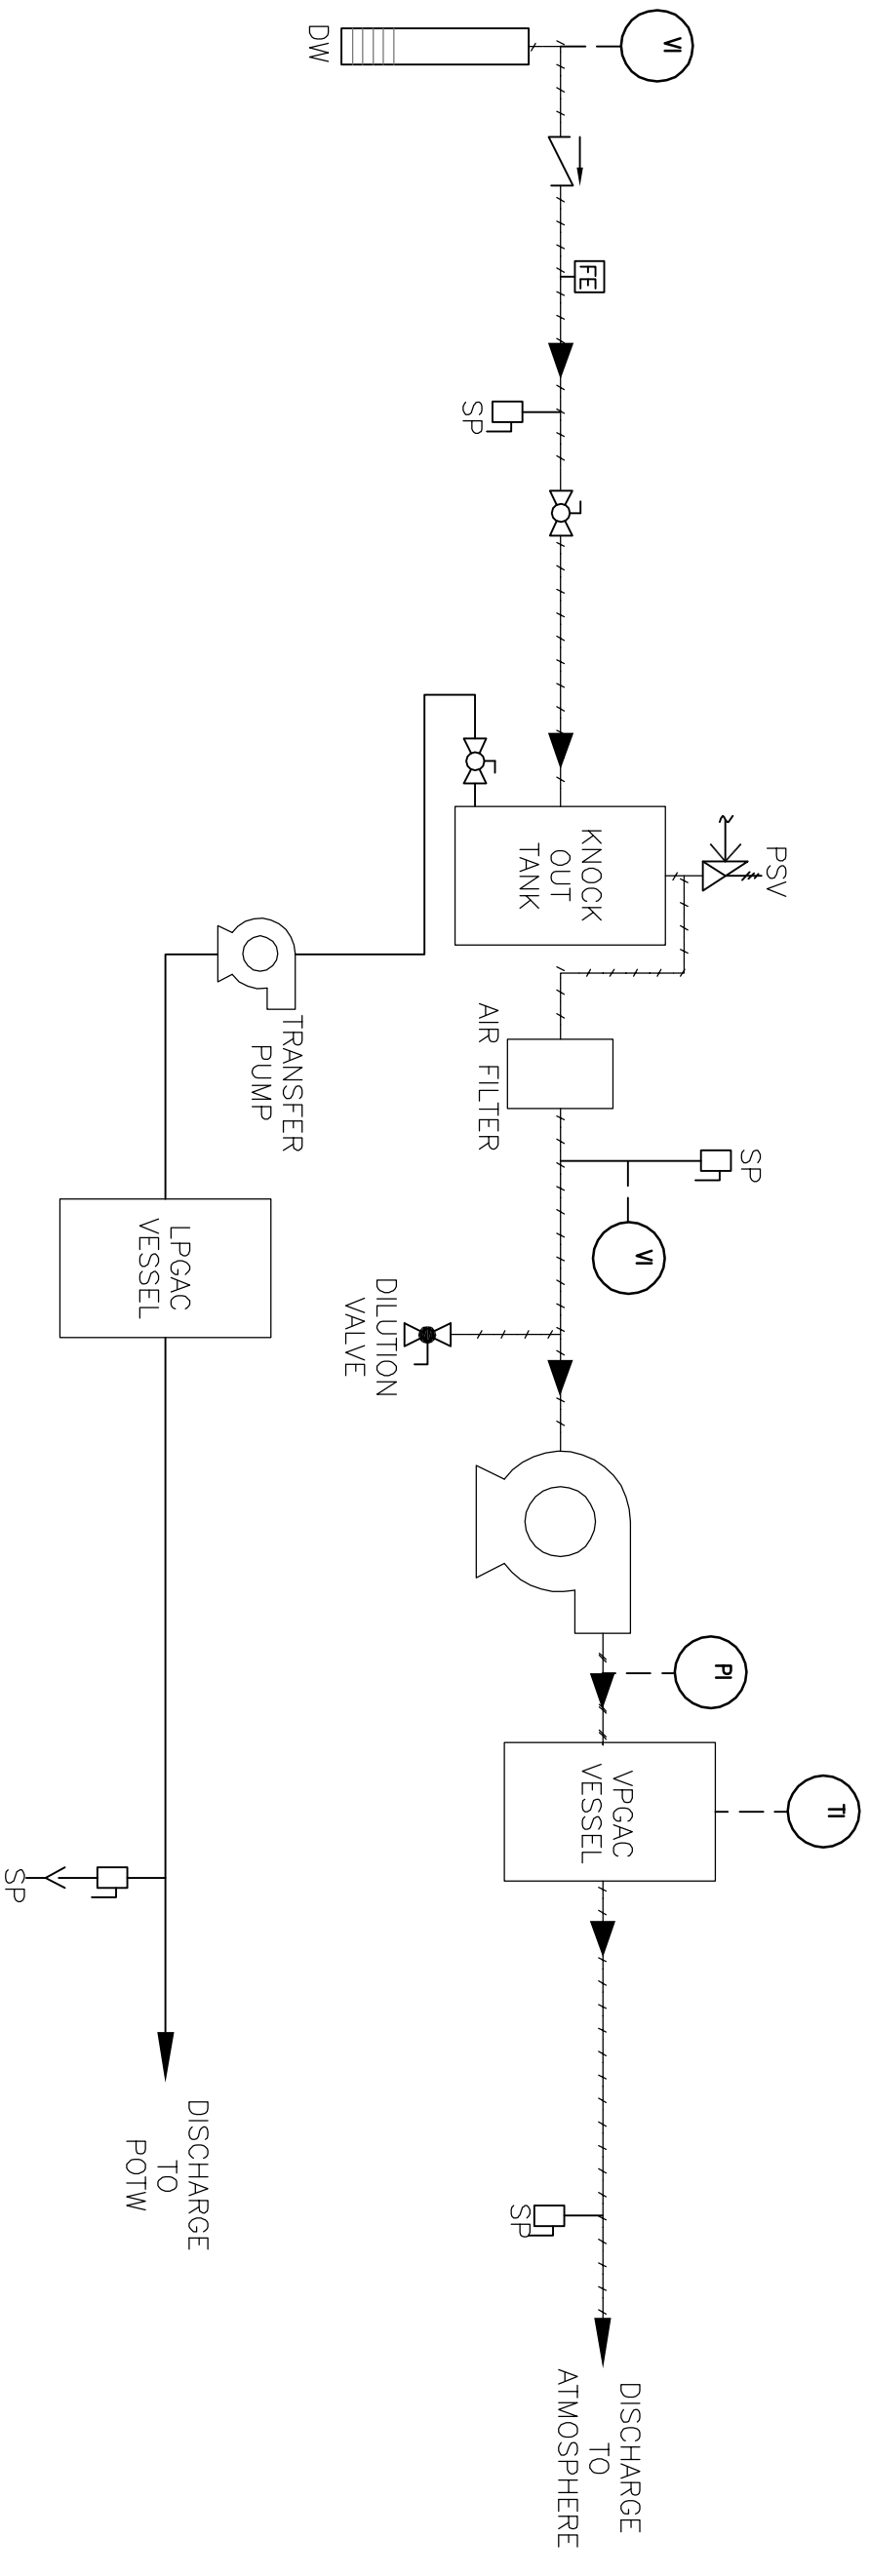 VI
DW
FE
SP
PSV
KNOCK
OUT
TANK
AIR FILTER
SP
VI
DILUTION
VALVE
PI
TI
VPGAC
VESSEL
SP
DISCHARGE
TO
ATMOSPHERE
TRANSFER
PUMP
LPGAC
VESSEL
SP
DISCHARGE
TO
POTW